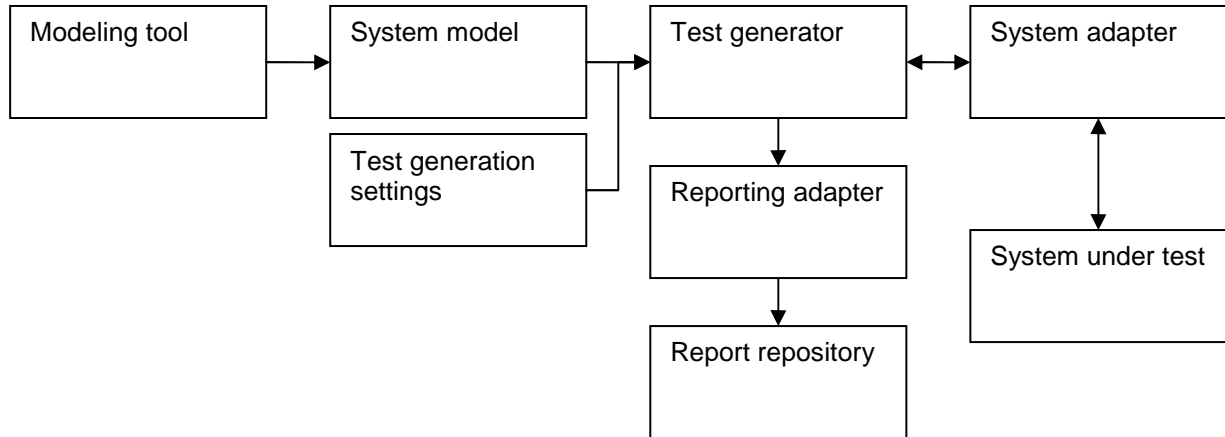 Modeling tool
System model
Test generator
System adapter
Test generation
settings
Reporting adapter
System under test
Report repository